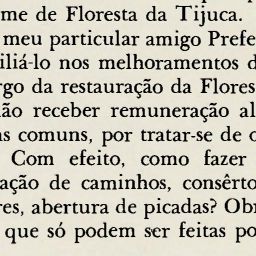 me de Floresta da Tijuca.
meu particular amigo Prefe
iliá-lo nos melhoramentos d
rgo da restauração da Flores
ão receber remuneração al
s comuns, por tratar-se de o
Com efeito, como fazer
ação de caminhos, consêrto
res, abertura de picadas? Ob
que só podem ser feitas po